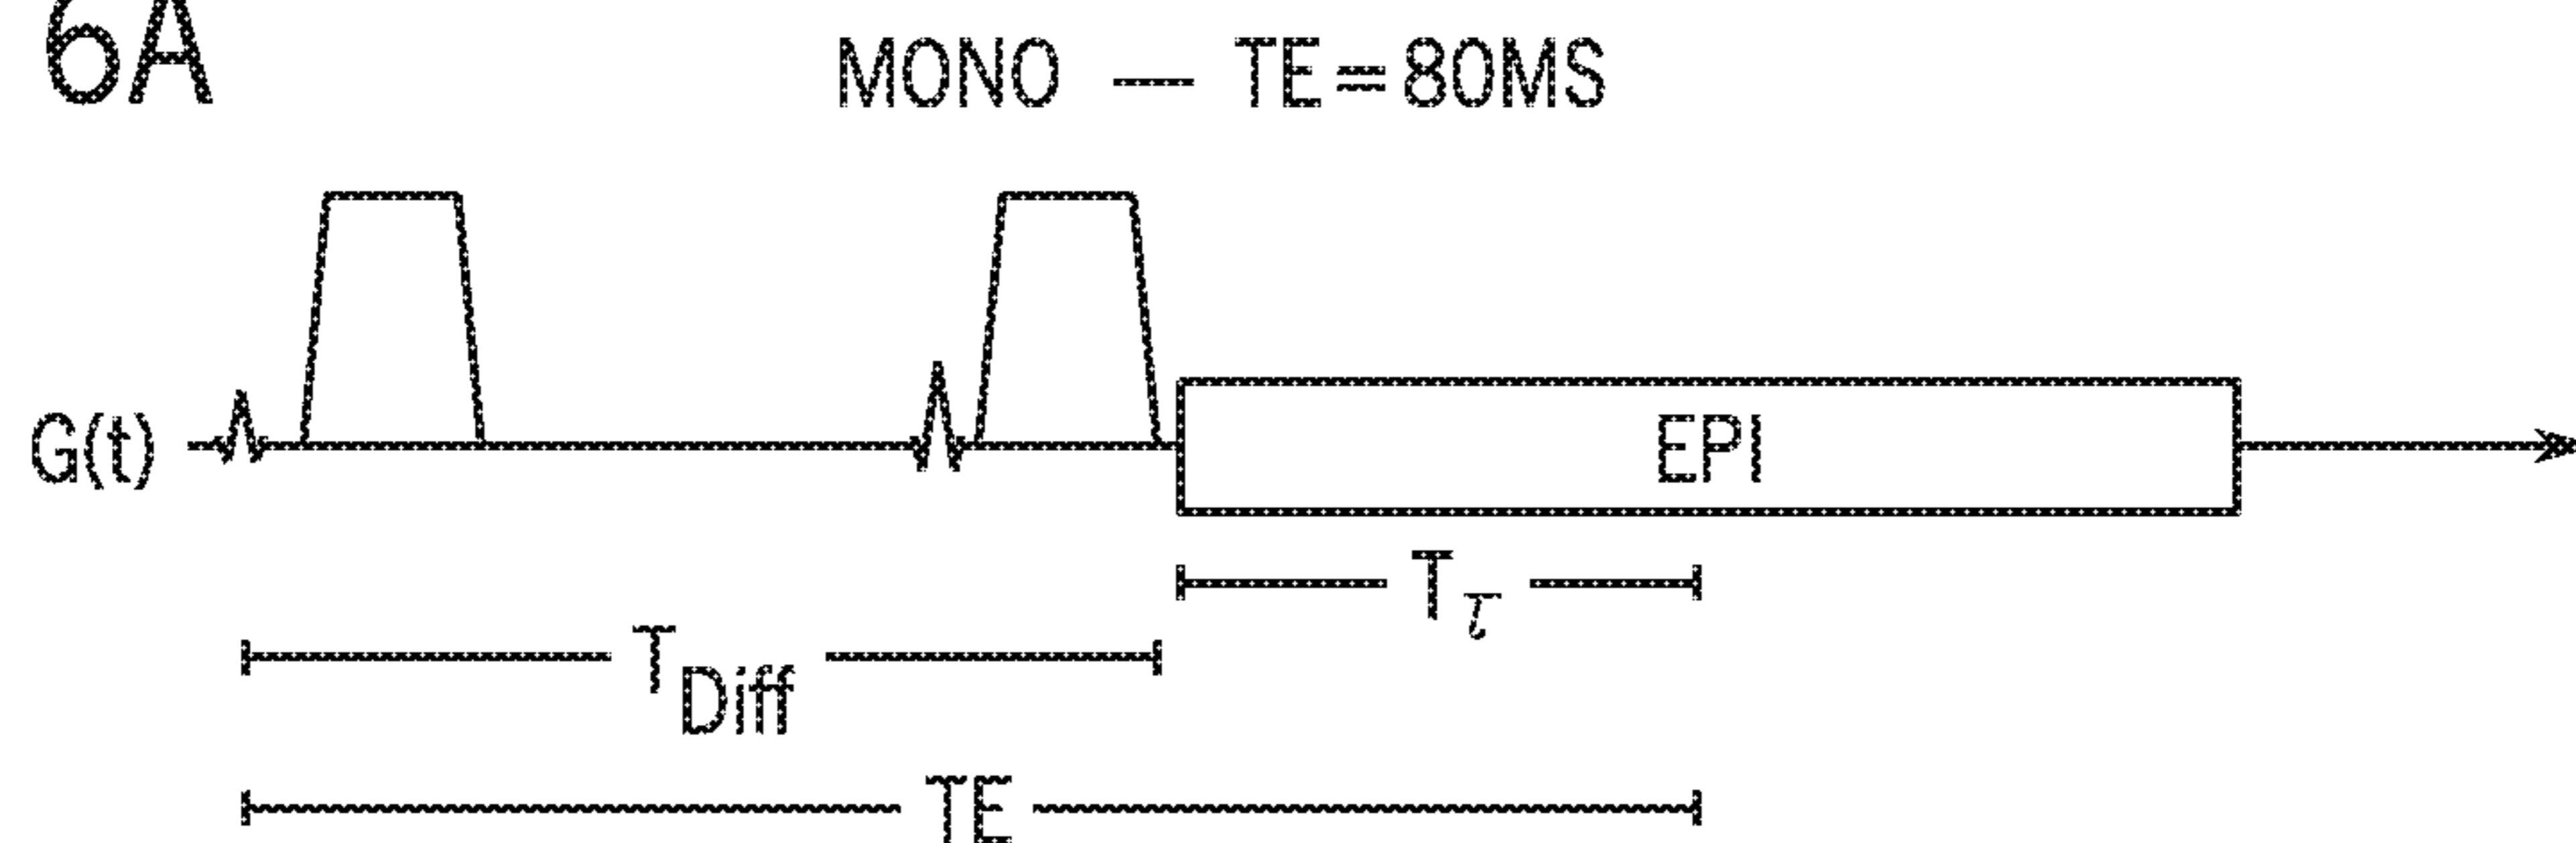 6A
MONO — TE=80MS
G(t)
EPI
Tτ
TDiff
TE